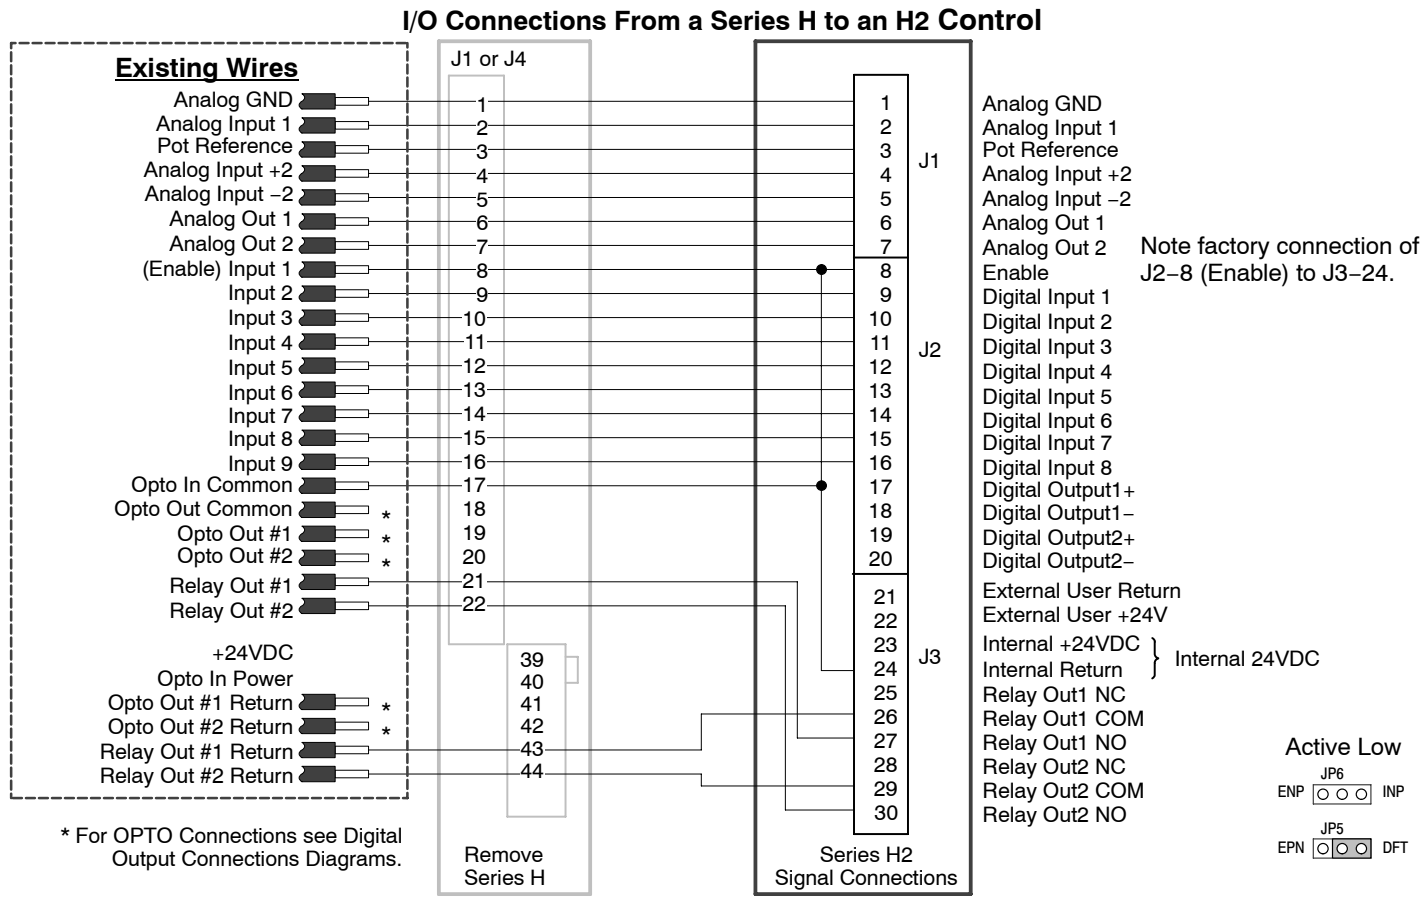 I/O Connections From a Series H to an H2 Control
Existing Wires
Analog GND
Analog Input 1
Pot Reference
Analog Input +2
Analog Input −2
Analog Out 1
Analog Out 2
(Enable) Input 1
Input 2
Input 3
Input 4
Input 5
Input 6
Input 7
Input 8
Input 9
Opto In Common
Opto Out Common *
Opto Out #1 *
Opto Out #2 *
Relay Out #1
Relay Out #2
+24VDC
Opto In Power
Opto Out #1 Return *
Opto Out #2 Return *
Relay Out #1 Return
Relay Out #2 Return
* For OPTO Connections see Digital
Output Connections Diagrams.
J1 or J4
1
2
3
4
5
6
7
8
9
10
11
12
13
14
15
16
17
18
19
20
21
22
39
40
41
42
43
44
Remove
Series H
1
2
3
4
5
6
7
8
9
10
11
12
13
14
15
16
17
18
19
20
21
22
23
24
25
26
27
28
29
30
J1
J2
J3
Series H2
Signal Connections
Analog GND
Analog Input 1
Pot Reference
Analog Input +2
Analog Input −2
Analog Out 1
Analog Out 2
Enable
Digital Input 1
Digital Input 2
Digital Input 3
Digital Input 4
Digital Input 5
Digital Input 6
Digital Input 7
Digital Input 8
Digital Output1+
Digital Output1−
Digital Output2+
Digital Output2−
External User Return
External User +24V
Internal +24VDC
Internal Return
} Internal 24VDC
Relay Out1 NC
Relay Out1 COM
Relay Out1 NO
Relay Out2 NC
Relay Out2 COM
Relay Out2 NO
Note factory connection of
J2−8 (Enable) to J3−24.
Active Low
JP6
ENP INP
JP5
EPN DFT